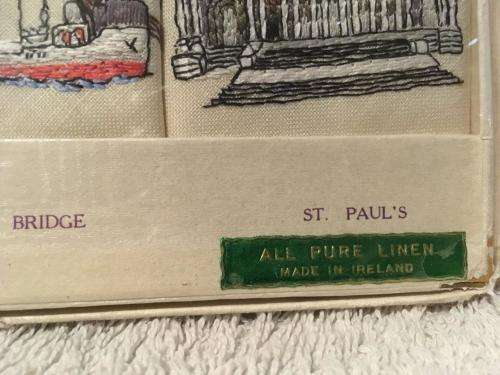 BRIDGE
ST. PAUL'S
ALL PURE LINEN
MADE IN IRELAND